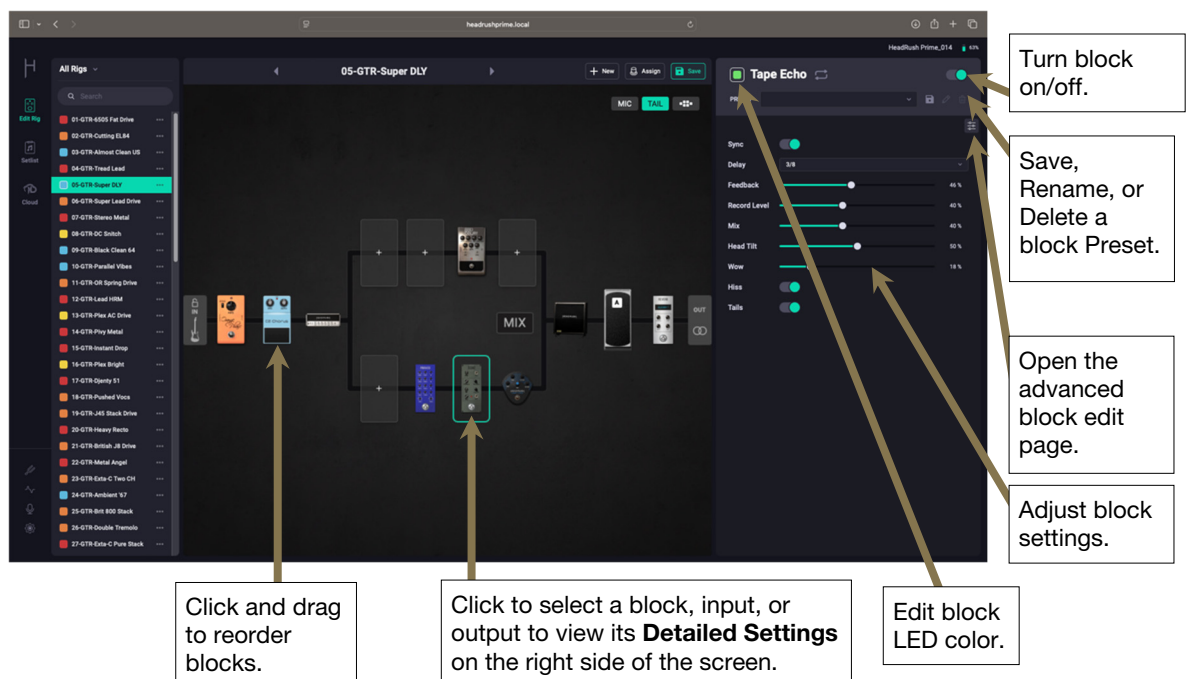 headrushprime.local
HeadRush Prime_014 63%
All Rigs
05-GTR-Super DLY
New
Assign
Save
Search
MIC
TAIL
Edit Rig
Setlist
Cloud
01-GTR-6505 Fat Drive
02-GTR-Cutting EL84
03-GTR-Almost Clean US
04-GTR-Tread Lead
05-GTR-Super DLY
06-GTR-Super Lead Drive
07-GTR-Stereo Metal
08-GTR-DC Snitch
09-GTR-Black Clean 64
10-GTR-Parallel Vibes
11-GTR-OR Spring Drive
12-GTR-Lead HRM
13-GTR-Plex AC Drive
14-GTR-Pivy Metal
15-GTR-Instant Drop
16-GTR-Plex Bright
17-GTR-Djenty 51
18-GTR-Pushed Vocs
19-GTR-J45 Stack Drive
20-GTR-Heavy Recto
21-GTR-British J8 Drive
22-GTR-Metal Angel
23-GTR-Exta-C Two CH
24-GTR-Ambient '67
25-GTR-Brit 800 Stack
26-GTR-Double Tremolo
27-GTR-Exta-C Pure Stack
IN
MIX
A
OUT
Tape Echo
Sync
Delay 3/8
Feedback 46 %
Record Level 40 %
Mix 40 %
Head Tilt 50 %
Wow 18 %
Hiss
Tails
Turn block
on/off.
Save,
Rename, or
Delete a
block Preset.
Open the
advanced
block edit
page.
Adjust block
settings.
Click and drag
to reorder
blocks.
Click to select a block, input, or
output to view its Detailed Settings
on the right side of the screen.
Edit block
LED color.